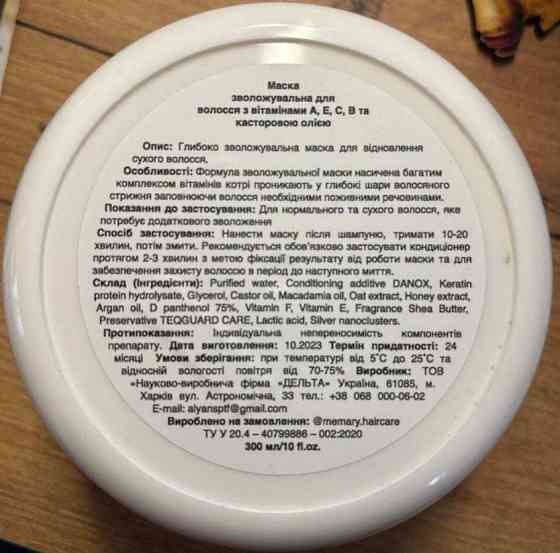 Маска
зволожувальна для
волосся з вітамінами A, E, C, B та
касторовою олією
Опис: Глибоко зволожувальна маска для відновлення
сухого волосся.
Особливості: Формула зволожувальної маски насичена багатим
комплексом вітамінів котрі проникають у глибокі шари волосяного
стрижня заповнюючи волосся необхідними поживними речовинами.
Показання до застосування: Для нормального та сухого волосся, яке
потребує додаткового зволоження
Спосіб застосування: Нанести маску після шампуню, тримати 10-20
хвилин, потім змити. Рекомендується обов'язково застосувати кондиціонер
протягом 2-3 хвилин з метою фіксації результату від роботи маски та для
забезпечення захисту волоссю в період до наступного миття.
Склад (Інгредієнти): Purified water, Conditioning additive DANOX, Keratin
protein hydrolysate, Glycerol, Castor oil, Macadamia oil, Oat extract, Honey extract,
Argan oil, D panthenol 75%, Vitamin F, Vitamin E, Fragrance Shea Butter,
Preservative TEQGUARD CARE, Lactic acid, Silver nanoclusters.
Протипоказання: Індивідуальна непереносимість компонентів
препарату. Дата виготовлення: 10.2023 Термін придатності: 24
місяці Умови зберігання: при температурі від 5˚C до 25˚C та
відносній вологості повітря від 70-75% Виробник: ТОВ
«Науково-виробнича фірма «ДЕЛЬТА» Україна, 61085, м.
Харків вул. Астрономічна, 33 тел.: +38 068 000-06-02
E-mail: alyansptf@gmail.com
Вироблено на замовлення: @memary.haircare
ТУ У 20.4 – 40799886 – 002:2020
300 мл/10 fl.oz.